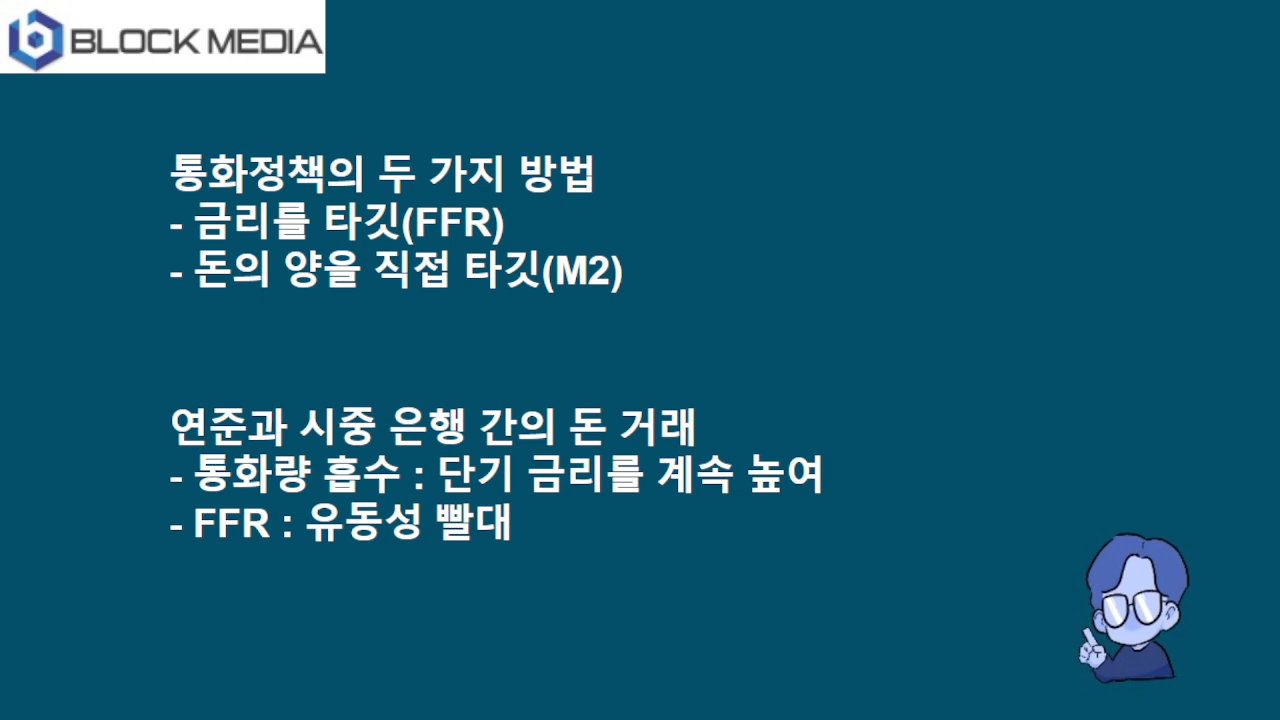 BLOCK MEDIA
통화정책의 두 가지 방법
- 금리를 타깃(FFR)
- 돈의 양을 직접 타깃(M2)
연준과 시중 은행 간의 돈 거래
- 통화량 흡수 : 단기 금리를 계속 높여
- FFR : 유동성 빨대